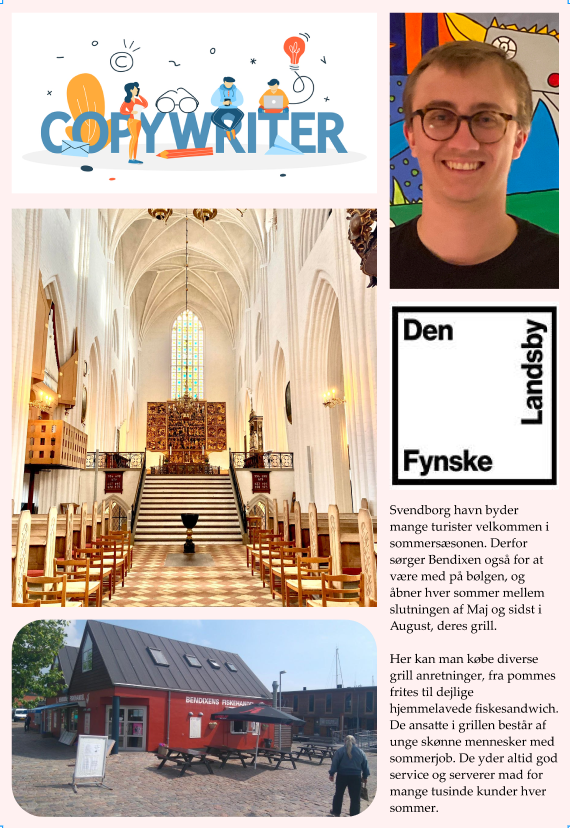 COPYWRITER
Den
Landsby
Fynske
Svendborg havn byder
mange turister velkommen i
sommersæsonen. Derfor
sørger Bendixen også for at
være med på bølgen, og
åbner hver sommer mellem
slutningen af Maj og sidst i
August, deres grill.
Her kan man købe diverse
grill anretninger, fra pommes
frites til dejlige
hjemmelavede fiskesandwich.
De ansatte i grillen består af
unge skønne mennesker med
sommerjob. De yder altid god
service og serverer mad for
mange tusinde kunder hver
sommer.
BENDIXENS FISKEHANDEL